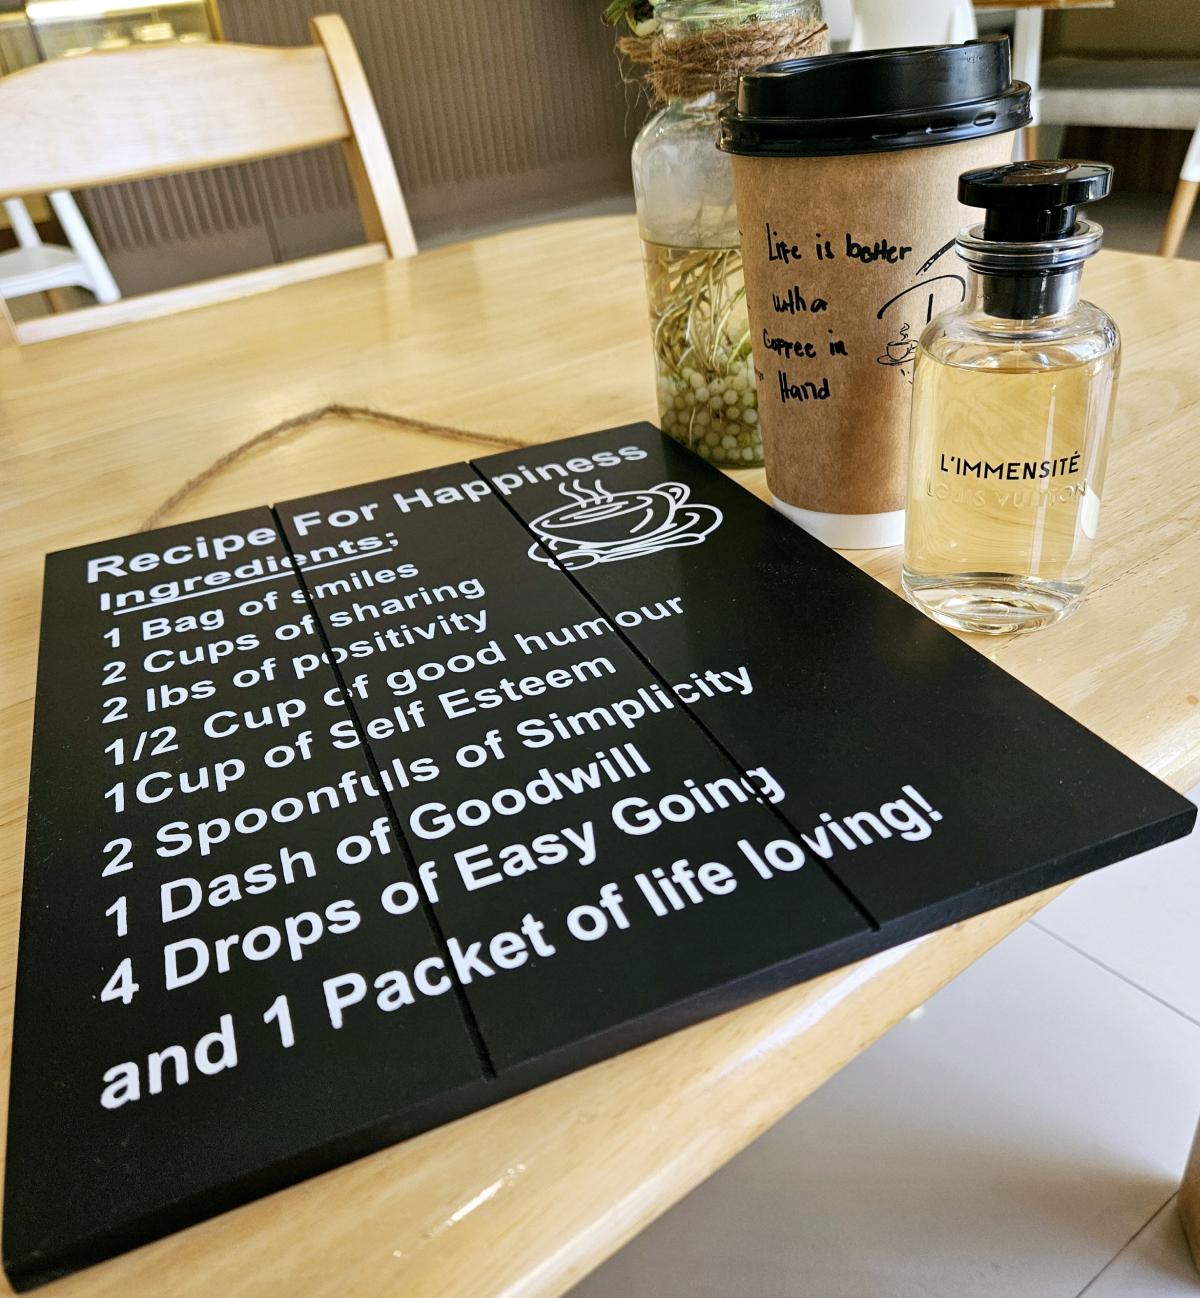 Recipe For Happiness
Ingredients;
1 Bag of smiles
2 Cups of sharing
2 lbs of positivity
1/2 Cup of good humour
1Cup of Self Esteem
2 Spoonfuls of Simplicity
1 Dash of Goodwill
4 Drops of Easy Going
and 1 Packet of life loving!
Life is better
with a
Coffee in
Hand
L'IMMENSITÉ
LOUIS VUITTON